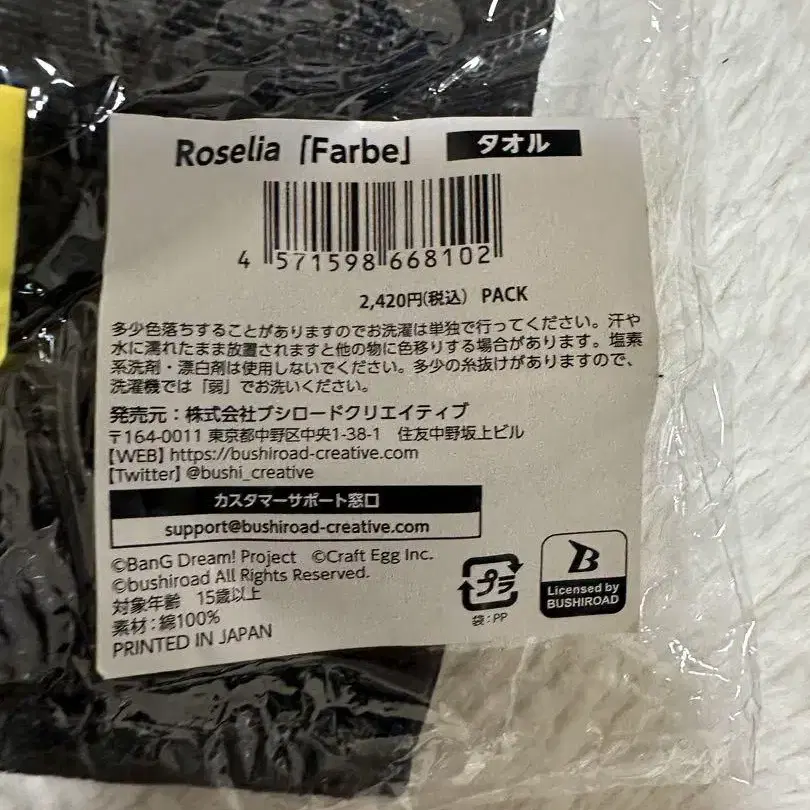 Roselia「Farbe」 タオル
4 571598 668102
2,420円(税込) PACK
多少色落ちすることがありますのでお洗濯は単独で行ってください。汗や
水に濡れたまま放置されますと他の物に色移りする場合があります。塩素
系洗剤・漂白剤は使用しないでください。多少の糸抜けがありますので、
洗濯機では「弱」でお洗いください。
発売元：株式会社ブシロードクリエイティブ
〒164-0011 東京都中野区中央1-38-1 住友中野坂上ビル
【WEB】https://bushiroad-creative.com
【Twitter】@bushi_creative
カスタマーサポート窓口
support@bushiroad-creative.com
©BanG Dream! Project ©Craft Egg Inc.
©bushiroad All Rights Reserved.
対象年齢 15歳以上
素材：綿100%
PRINTED IN JAPAN
プラ
袋：PP
B
Licensed by
BUSHIROAD